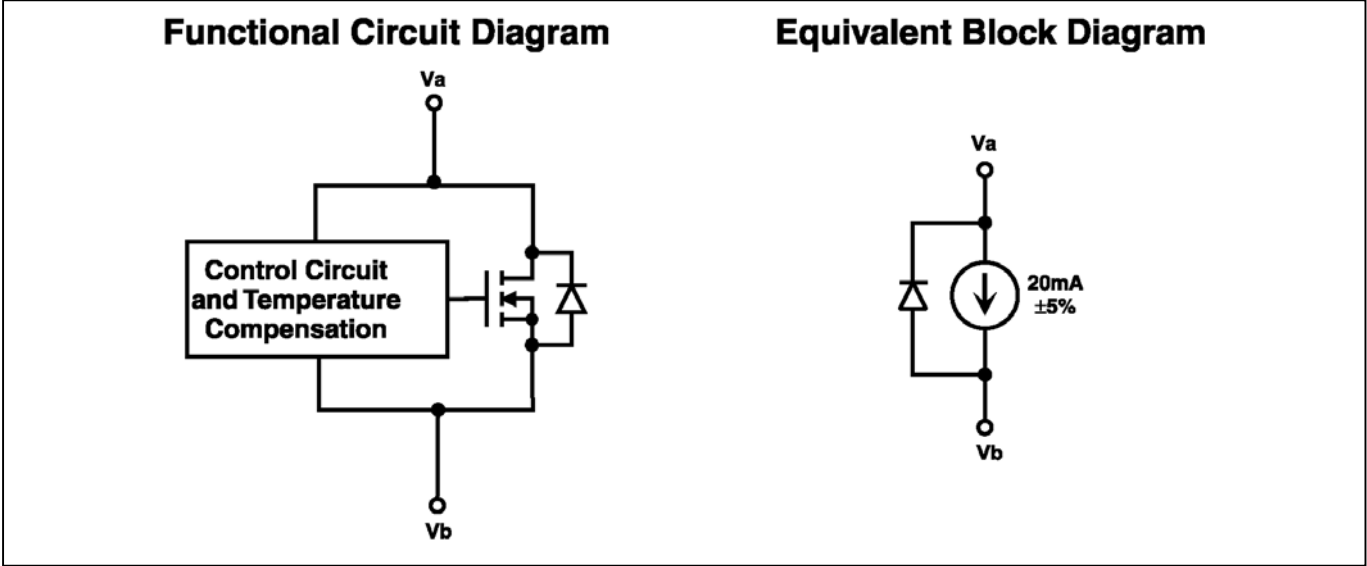 Functional Circuit Diagram
Va
Control Circuit
and Temperature
Compensation
Vb
Equivalent Block Diagram
Va
20mA
±5%
Vb